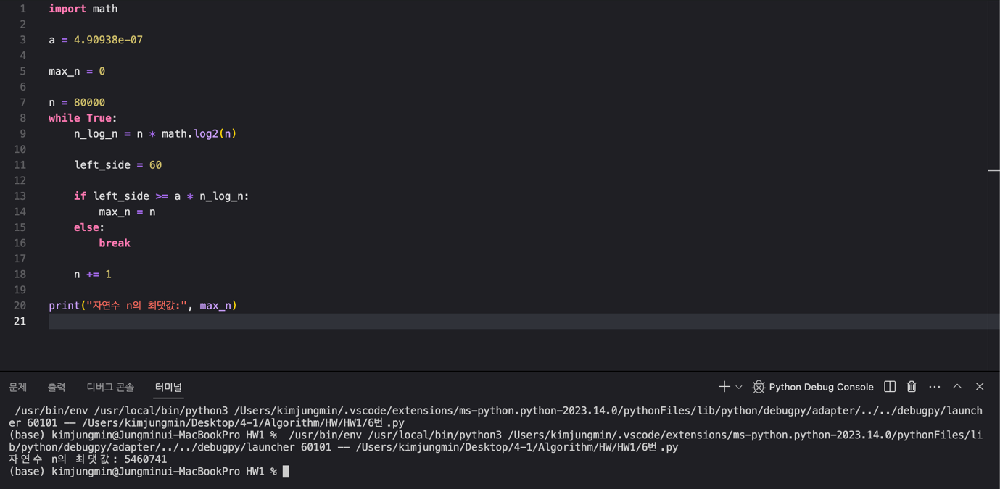 1 import math
2
3 a = 4.90938e-07
4
5 max_n = 0
6
7 n = 80000
8 while True:
9     n_log_n = n * math.log2(n)
10
11     left_side = 60
12
13     if left_side >= a * n_log_n:
14         max_n = n
15     else:
16         break
17
18     n += 1
19
20 print("자연수 n의 최댓값:", max_n)
21
문제 출력 디버그 콘솔 터미널 Python Debug Console
/usr/bin/env /usr/local/bin/python3 /Users/kimjungmin/.vscode/extensions/ms-python.python-2023.14.0/pythonFiles/lib/python/debugpy/adapter/../../debugpy/launch
er 60101 -- /Users/kimjungmin/Desktop/4-1/Algorithm/HW/HW1/6번 .py
(base) kimjungmin@Jungminui-MacBookPro HW1 %  /usr/bin/env /usr/local/bin/python3 /Users/kimjungmin/.vscode/extensions/ms-python.python-2023.14.0/pythonFiles/li
b/python/debugpy/adapter/../../debugpy/launcher 60101 -- /Users/kimjungmin/Desktop/4-1/Algorithm/HW/HW1/6번 .py
자연수 n의 최댓값: 5460741
(base) kimjungmin@Jungminui-MacBookPro HW1 %